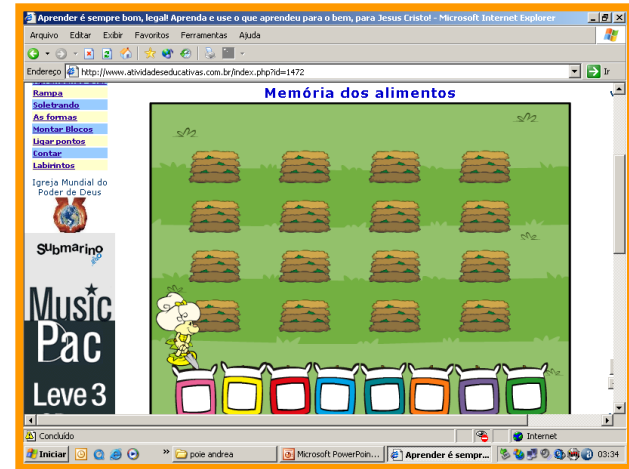 Aprender é sempre bom, legal! Aprenda e use o que aprendeu para o bem, para Jesus Cristo! - Microsoft Internet Explorer
Arquivo Editar Exibir Favoritos Ferramentas Ajuda
Endereço http://www.atividadeseducativas.com.br/index.php?id=1472 Ir
Memória dos alimentos
Rampa
Soletrando
As formas
Montar Blocos
Ligar pontos
Contar
Labirintos
Igreja Mundial do
Poder de Deus
Submarino
Music
Pac
Leve 3
Concluído Internet
Iniciar poie andrea Microsoft PowerPoin... Aprender é sempr... 03:34